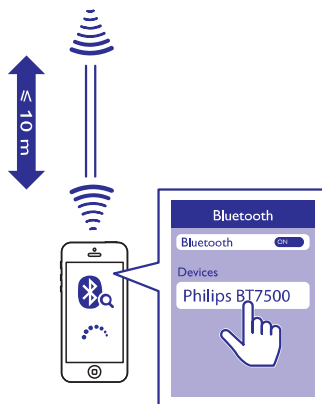 ≤ 10 m
Bluetooth
Bluetooth ON
Devices
Philips BT7500